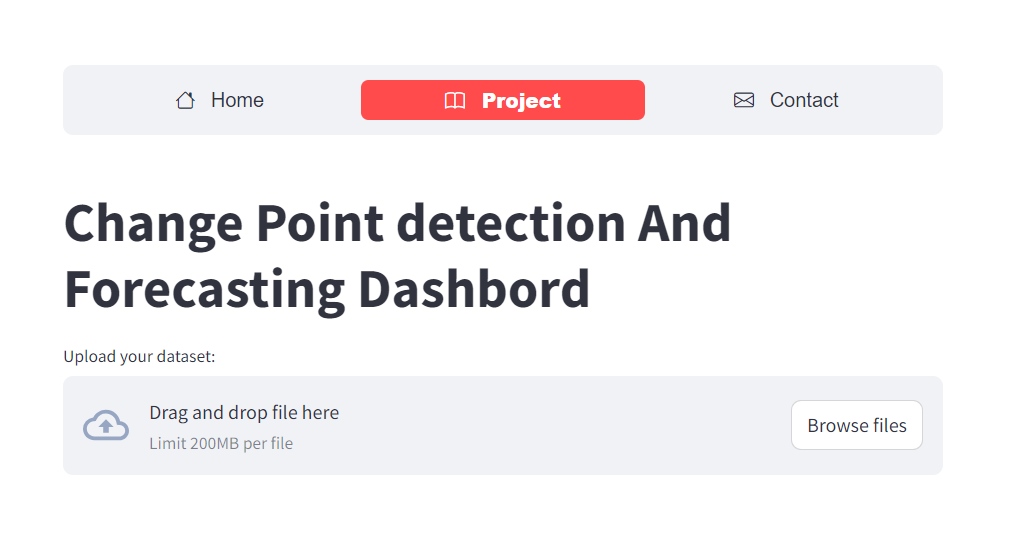 Home
Project
Contact
Change Point detection And
Forecasting Dashbord
Upload your dataset:
Drag and drop file here
Limit 200MB per file
Browse files